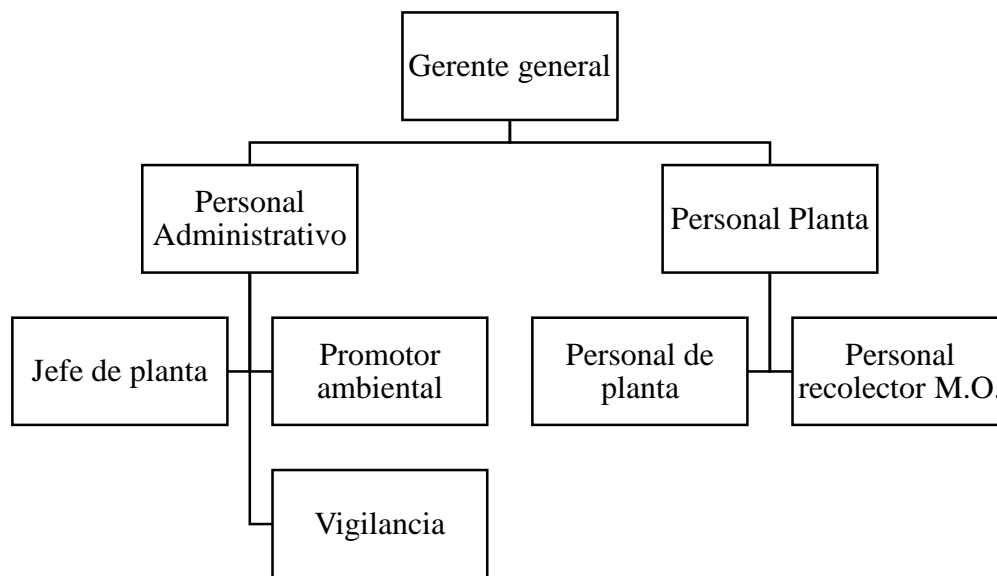 Gerente general
Personal
Administrativo
Personal Planta
Jefe de planta
Promotor
ambiental
Personal de
planta
Personal
recolector M.O.
Vigilancia